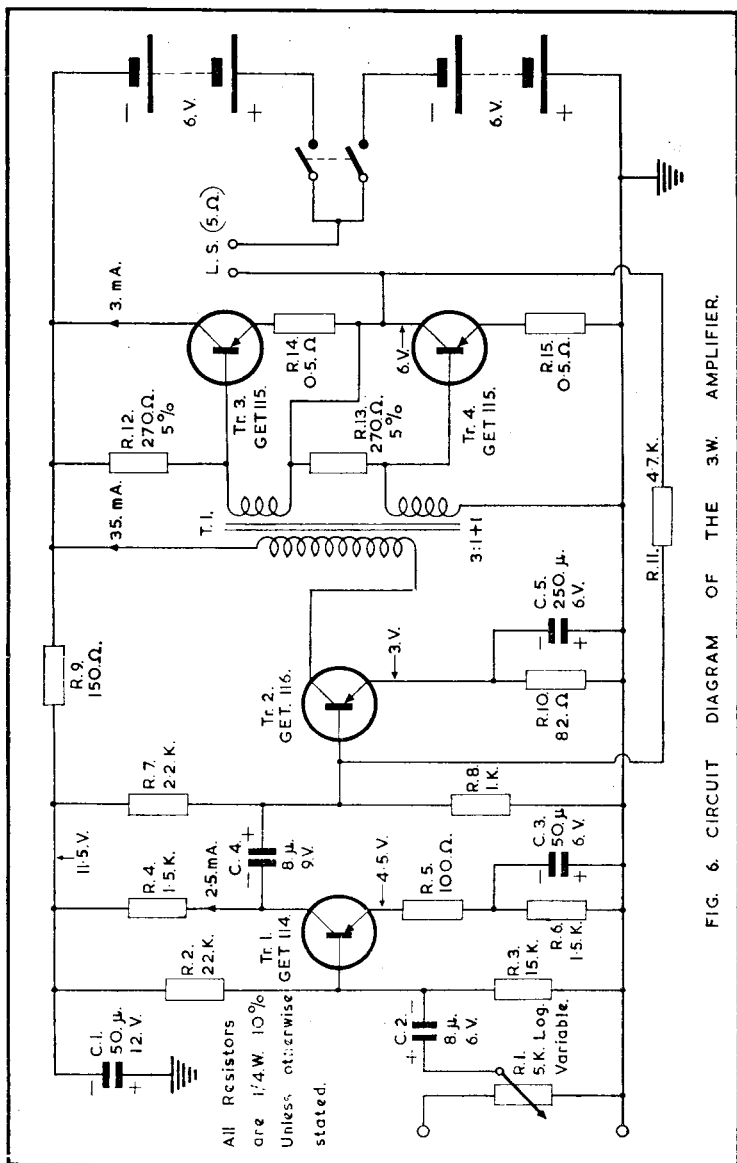 C.1.
50.μ.
12.V.
All Resistors
are 1/4.W. 10%
Unless otherwise
stated.
R.2.
22.K.
C.2.
8.μ.
6.V.
R.1.
5.K. Log.
Variable.
R.3.
15.K.
11·5.V.
R.4.
1·5.K.
2·5.mA.
Tr.1.
GET 114.
4·5.V.
R.5.
100.Ω.
R.6.
1·5.K.
C.3.
50.μ
6.V.
C.4.
8.μ
9.V.
R.7.
2·2.K.
R.8.
1.K.
R.9.
150.Ω.
Tr.2.
GET.116.
3.V.
R.10.
82.Ω
C.5.
250.μ
6.V.
35.mA.
T.1.
3:1+1
R.12.
270.Ω.
5%
R.13.
270.Ω.
5%
3.mA.
Tr.3.
GET 115.
R.14.
0·5.Ω
6.V.
Tr.4.
GET 115.
R.15.
0·5.Ω
R.11.
4·7.K.
L.S. (5.Ω.)
6.V.
6.V.
FIG. 6. CIRCUIT DIAGRAM OF THE 3.W. AMPLIFIER.